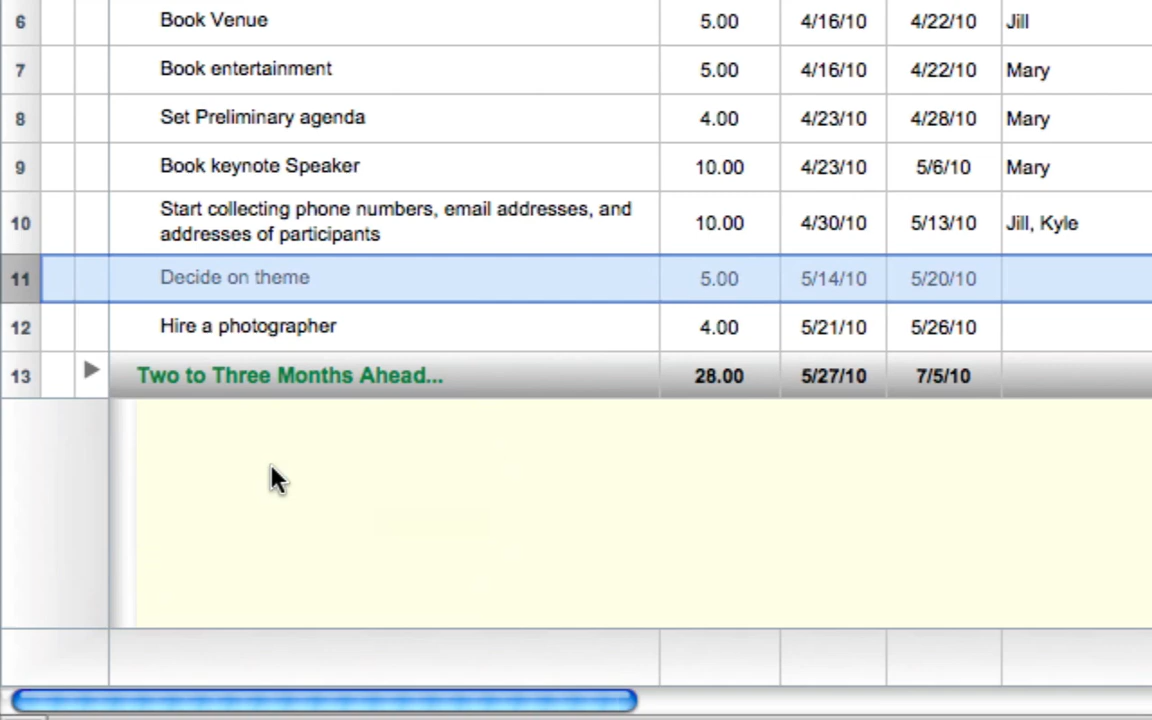 6 Book Venue 5.00 4/16/10 4/22/10 Jill
7 Book entertainment 5.00 4/16/10 4/22/10 Mary
8 Set Preliminary agenda 4.00 4/23/10 4/28/10 Mary
9 Book keynote Speaker 10.00 4/23/10 5/6/10 Mary
10 Start collecting phone numbers, email addresses, and
addresses of participants 10.00 4/30/10 5/13/10 Jill, Kyle
11 Decide on theme 5.00 5/14/10 5/20/10
12 Hire a photographer 4.00 5/21/10 5/26/10
13 Two to Three Months Ahead... 28.00 5/27/10 7/5/10